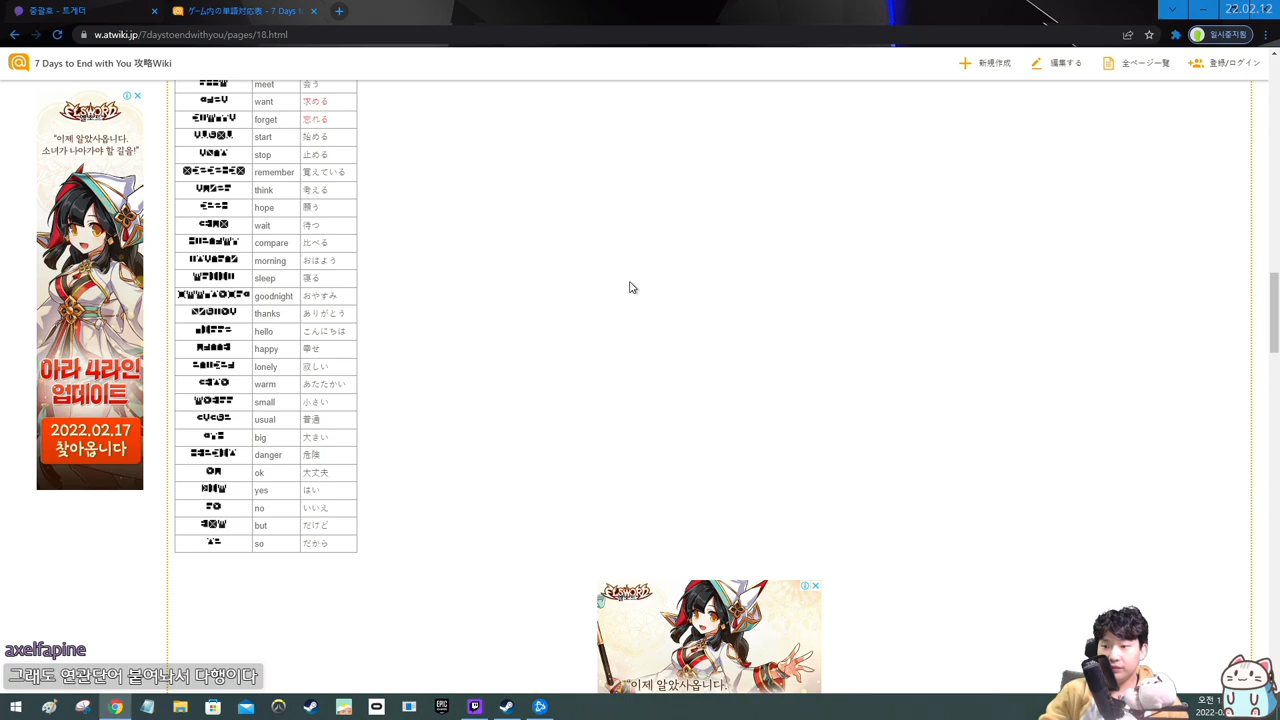 중괄호 - 트게더
ゲーム内の単語対応表 - 7 Days to
22.02.12
w.atwiki.jp/7daystoendwithyou/pages/18.html
일시중지됨
7 Days to End with You 攻略Wiki
新規作成
編集する
全ページ一覧
登録/ログイン
meet 会う
want 求める
forget 忘れる
start 始める
stop 止める
remember 覚えている
think 考える
hope 願う
wait 待つ
compare 比べる
morning おはよう
sleep 寝る
goodnight おやすみ
thanks ありがとう
hello こんにちは
happy 幸せ
lonely 寂しい
warm あたたかい
small 小さい
usual 普通
big 大きい
danger 危険
ok 大丈夫
yes はい
no いいえ
but だけど
so だから
ELSWORD
"이제 알았사옵니다.
소녀가 나아가야 할 길을!"
아라 4라인
업데이트
2022.02.17
찾아옵니다
ELSWORD
"이제 알았사옵니다.
axelfapine
그래도 연관단어 붙어놔서 다행이다
EPIC
오전 1